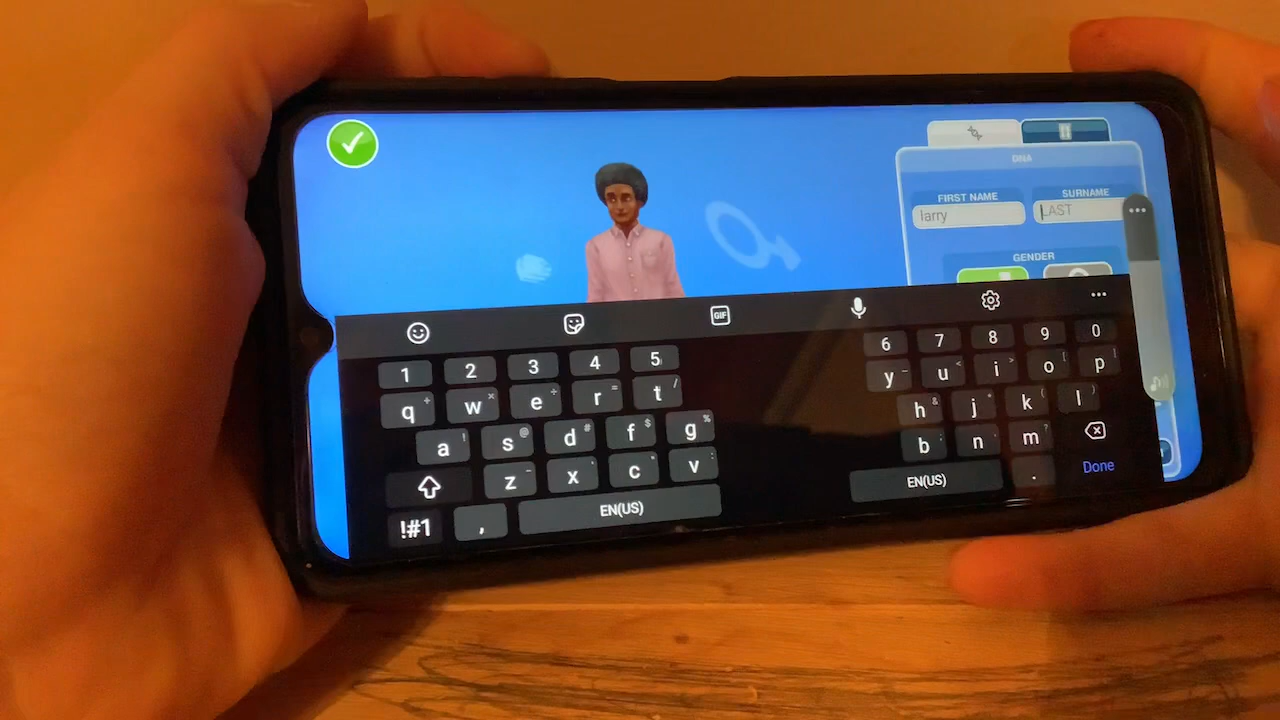 DNA
FIRST NAME SURNAME
larry LAST
GENDER
GIF
1 2 3 4 5 6 7 8 9 0
q + w × e ÷ r = t / y _ u < i > o [ p ]
a ! s @ d # f $ g % h & j * k ( l )
z - x ' c " v : b ; n , m ?
!#1 , EN(US) EN(US) . Done